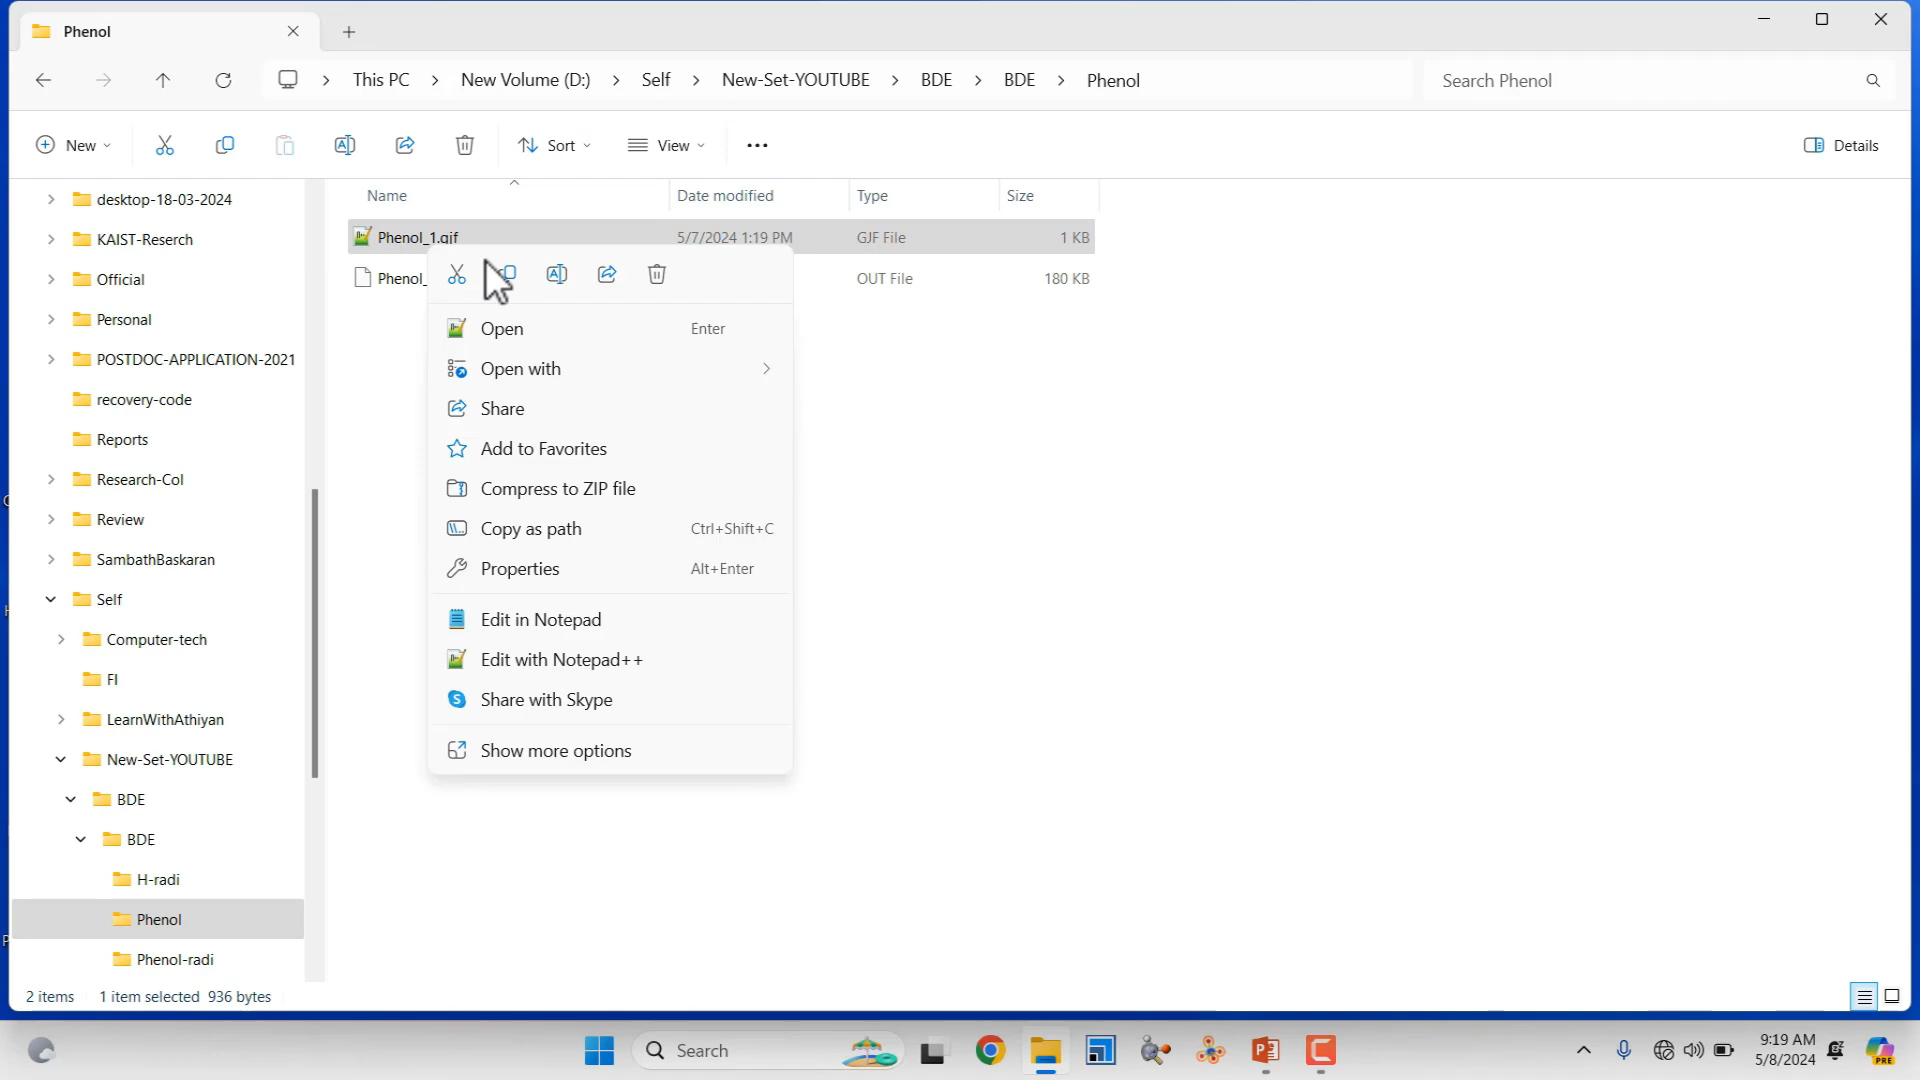 Phenol
This PC
New Volume (D:)
Self
New-Set-YOUTUBE
BDE
BDE
Phenol
Search Phenol
New
Sort
View
Details
Name
Date modified
Type
Size
Phenol_1.gjf
5/7/2024 1:19 PM
GJF File
1 KB
Phenol_
OUT File
180 KB
Open
Enter
Open with
Share
Add to Favorites
Compress to ZIP file
Copy as path
Ctrl+Shift+C
Properties
Alt+Enter
Edit in Notepad
Edit with Notepad++
Share with Skype
Show more options
desktop-18-03-2024
KAIST-Reserch
Official
Personal
POSTDOC-APPLICATION-2021
recovery-code
Reports
Research-Col
Review
SambathBaskaran
Self
Computer-tech
FI
LearnWithAthiyan
New-Set-YOUTUBE
BDE
BDE
H-radi
Phenol
Phenol-radi
2 items
1 item selected 936 bytes
Search
9:19 AM
5/8/2024
PRE